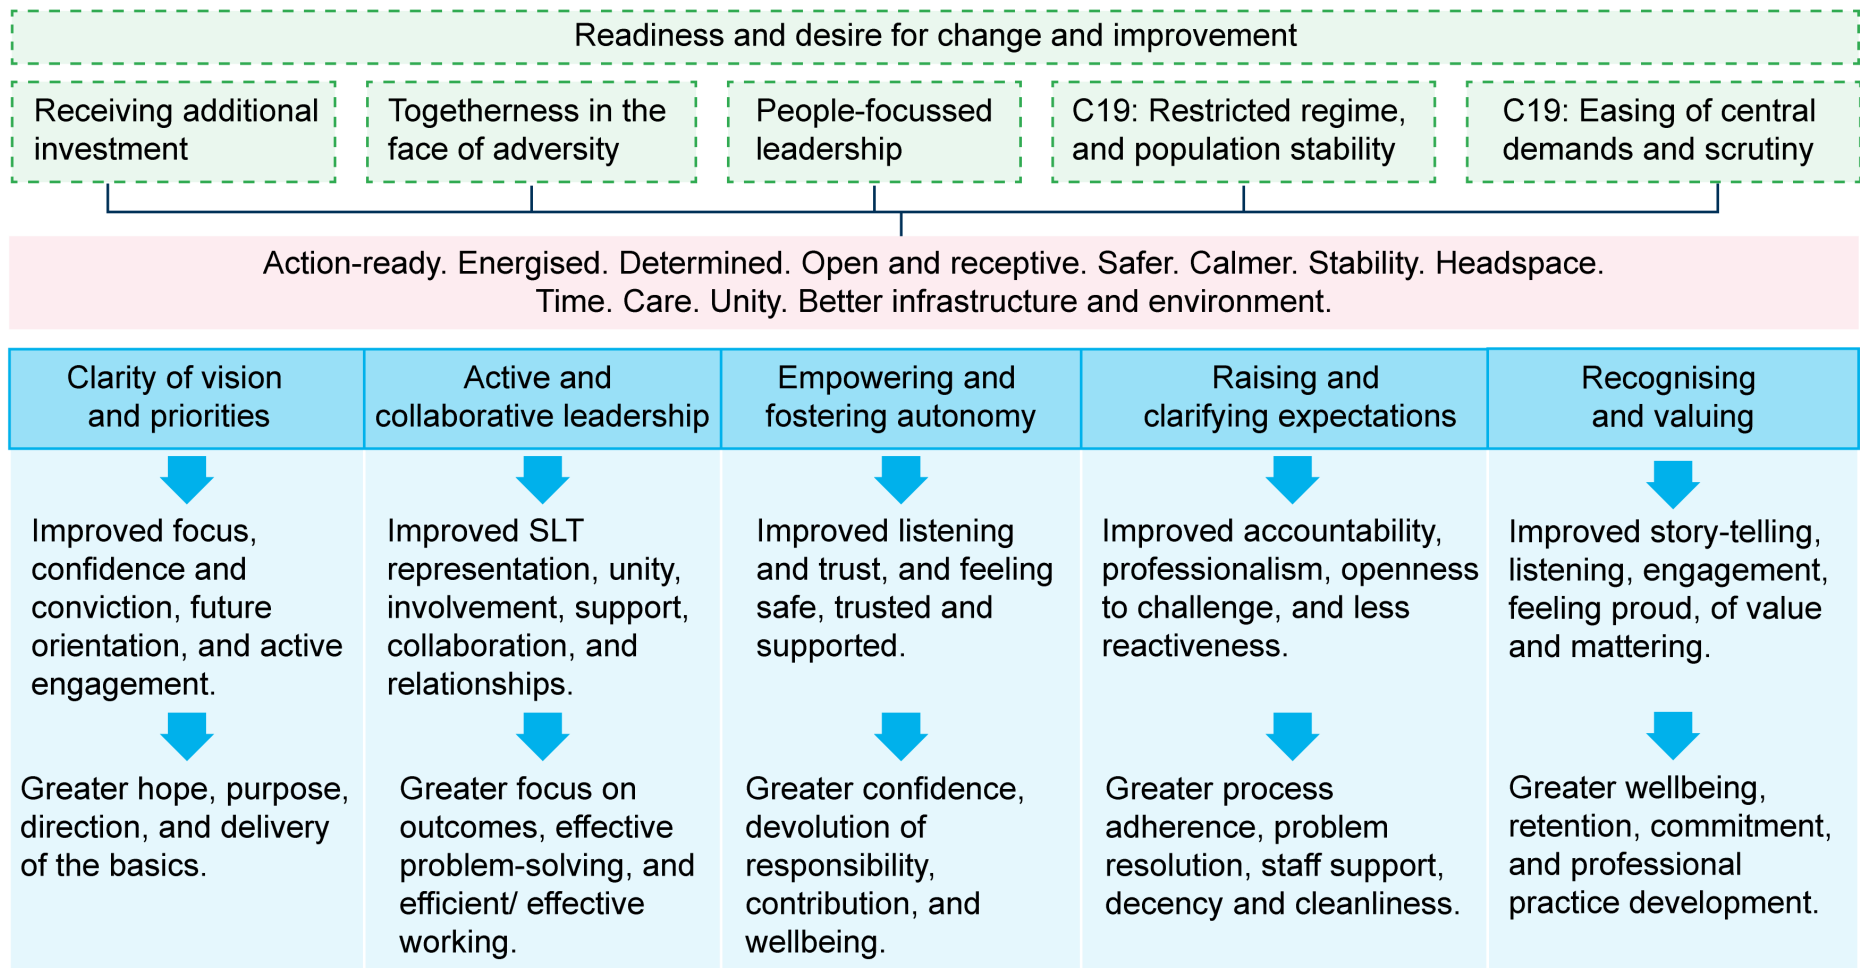 Readiness and desire for change and improvement
Receiving additional
investment
Togetherness in the
face of adversity
People-focussed
leadership
C19: Restricted regime,
and population stability
C19: Easing of central
demands and scrutiny
Action-ready. Energised. Determined. Open and receptive. Safer. Calmer. Stability. Headspace.
Time. Care. Unity. Better infrastructure and environment.
Clarity of vision
and priorities
Active and
collaborative leadership
Empowering and
fostering autonomy
Raising and
clarifying expectations
Recognising
and valuing
Improved focus,
confidence and
conviction, future
orientation, and active
engagement.
Improved SLT
representation, unity,
involvement, support,
collaboration, and
relationships.
Improved listening
and trust, and feeling
safe, trusted and
supported.
Improved accountability,
professionalism, openness
to challenge, and less
reactiveness.
Improved story-telling,
listening, engagement,
feeling proud, of value
and mattering.
Greater hope, purpose,
direction, and delivery
of the basics.
Greater focus on
outcomes, effective
problem-solving, and
efficient/ effective
working.
Greater confidence,
devolution of
responsibility,
contribution, and
wellbeing.
Greater process
adherence, problem
resolution, staff support,
decency and cleanliness.
Greater wellbeing,
retention, commitment,
and professional
practice development.